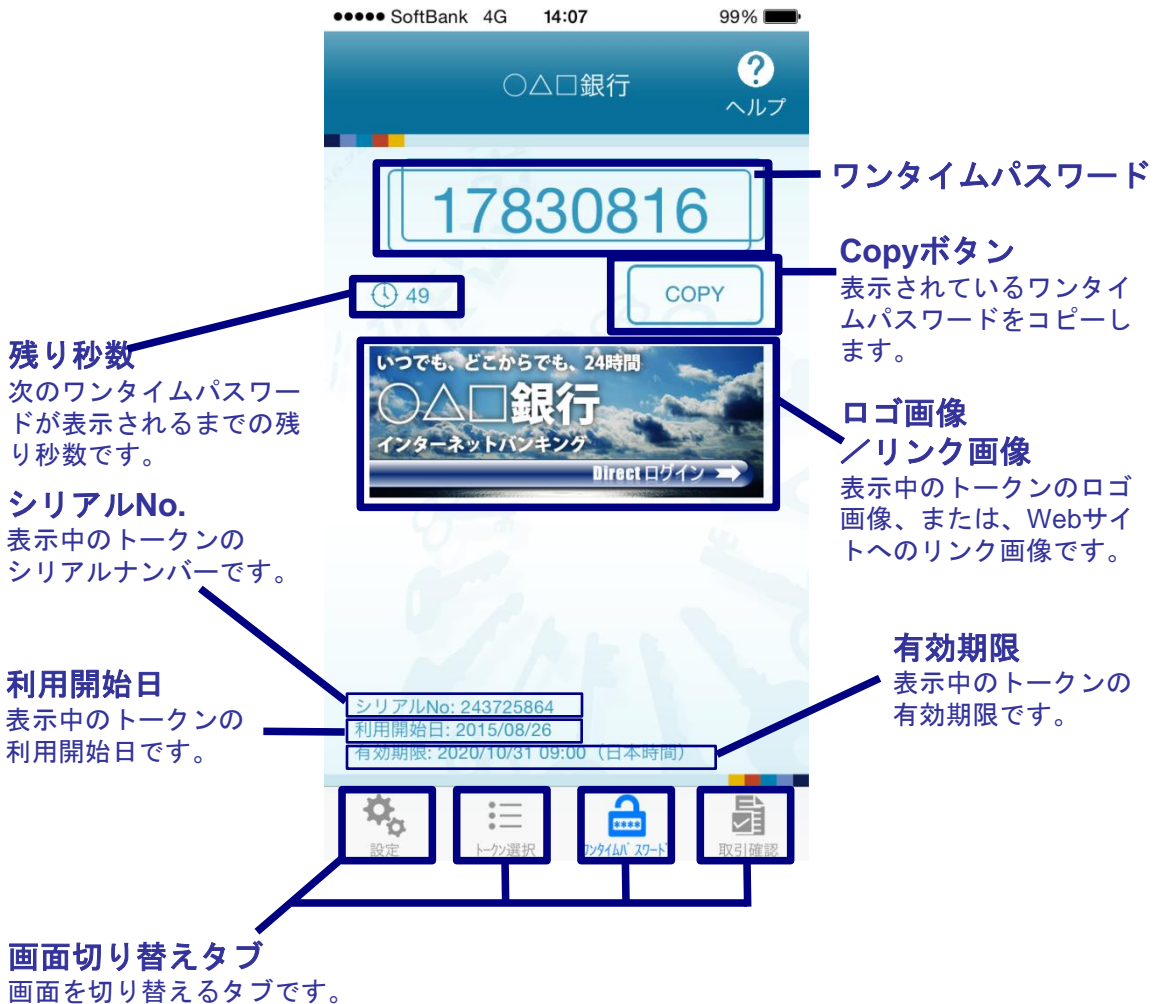 ●●●●● SoftBank 4G 14:07 99%
○△□銀行
?
ヘルプ
17830816
ワンタイムパスワード
49
COPY
Copyボタン
表示されているワンタイ
ムパスワードをコピーし
ます。
残り秒数
次のワンタイムパスワー
ドが表示されるまでの残
り秒数です。
いつでも、どこからでも、24時間
○△□銀行
インターネットバンキング
Direct ログイン
ロゴ画像
／リンク画像
表示中のトークンのロゴ
画像、または、Webサイ
トへのリンク画像です。
シリアルNo.
表示中のトークンの
シリアルナンバーです。
利用開始日
表示中のトークンの
利用開始日です。
有効期限
表示中のトークンの
有効期限です。
シリアルNo: 243725864
利用開始日: 2015/08/26
有効期限: 2020/10/31 09:00（日本時間）
設定
トークン選択
****
ワンタイムパスワード
取引確認
画面切り替えタブ
画面を切り替えるタブです。